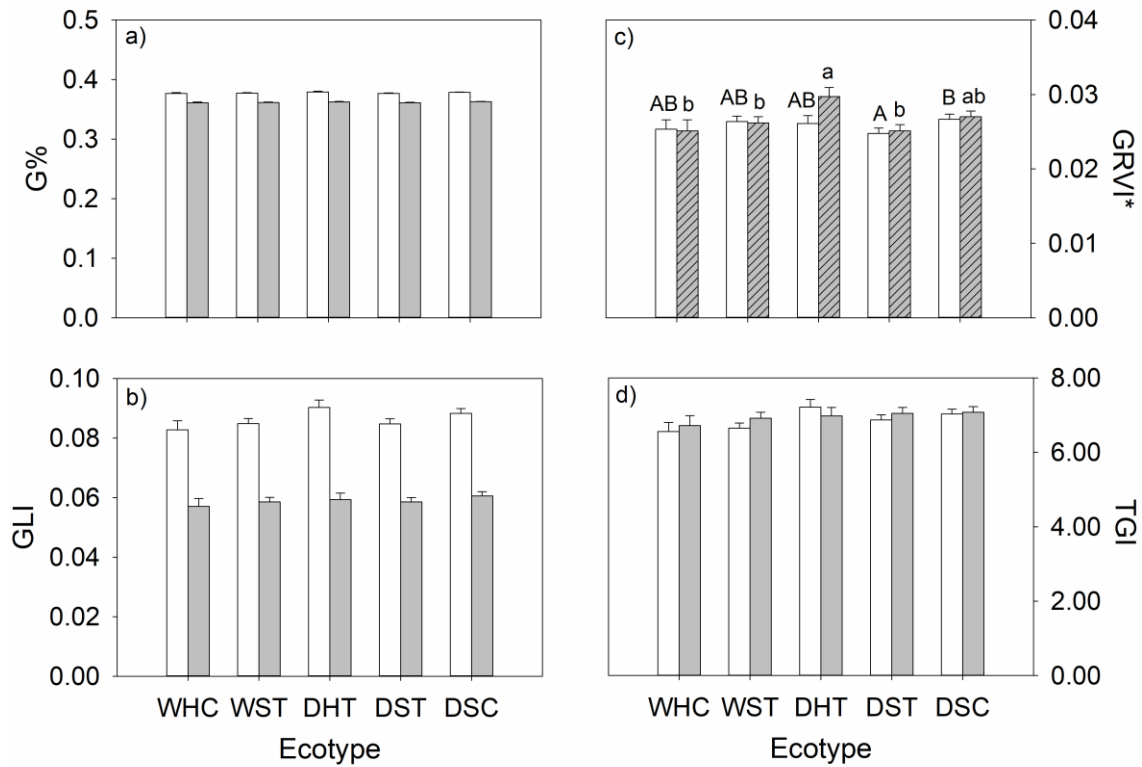 a)
0.5
0.4
0.3
0.2
0.1
0.0
G%
c)
0.04
0.03
0.02
0.01
0.00
GRVI*
AB b AB b AB a A b B ab
b)
0.10
0.08
0.06
0.04
0.02
0.00
GLI
WHC WST DHT DST DSC
Ecotype
d)
8.00
6.00
4.00
2.00
0.00
TGI
WHC WST DHT DST DSC
Ecotype